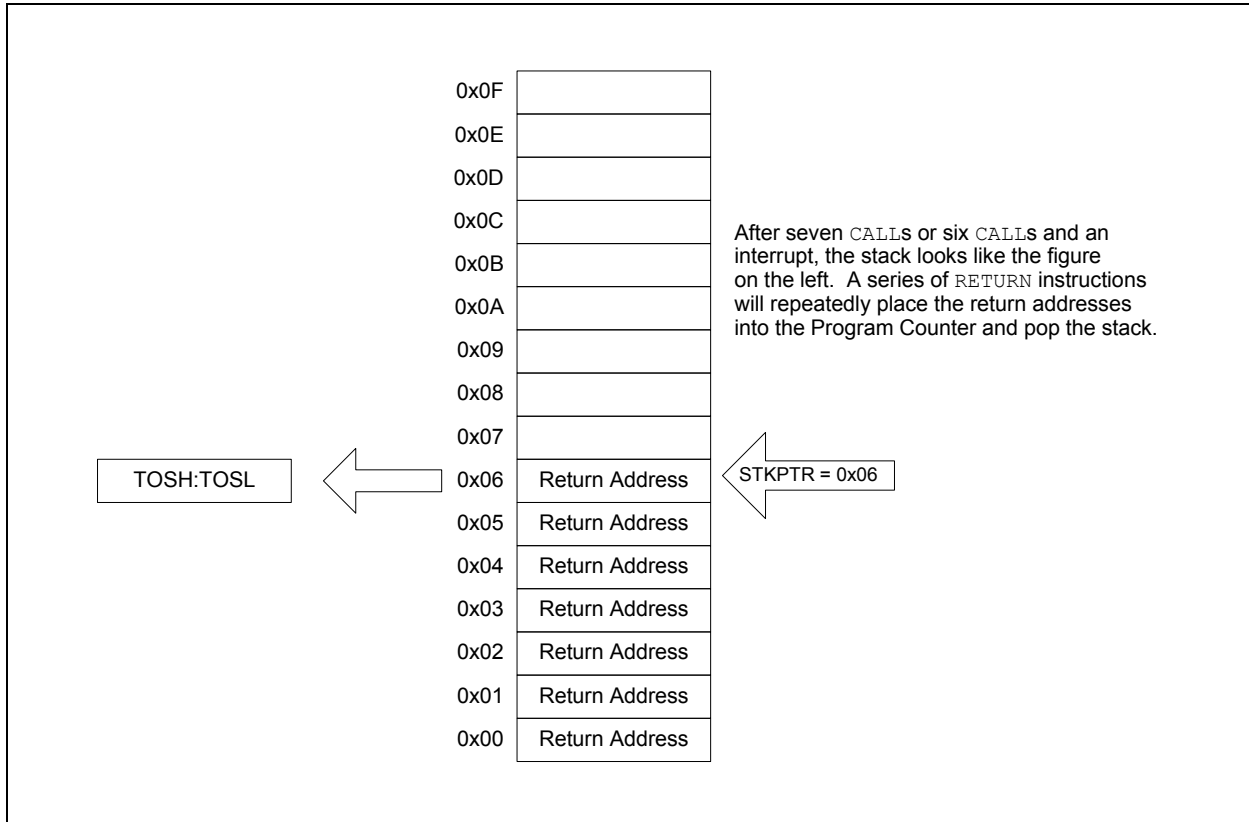 0x0F
0x0E
0x0D
0x0C
0x0B
0x0A
0x09
0x08
0x07
After seven CALLs or six CALLs and an
interrupt, the stack looks like the figure
on the left. A series of RETURN instructions
will repeatedly place the return addresses
into the Program Counter and pop the stack.
TOSH:TOSL
0x06 Return Address
STKPTR = 0x06
0x05 Return Address
0x04 Return Address
0x03 Return Address
0x02 Return Address
0x01 Return Address
0x00 Return Address